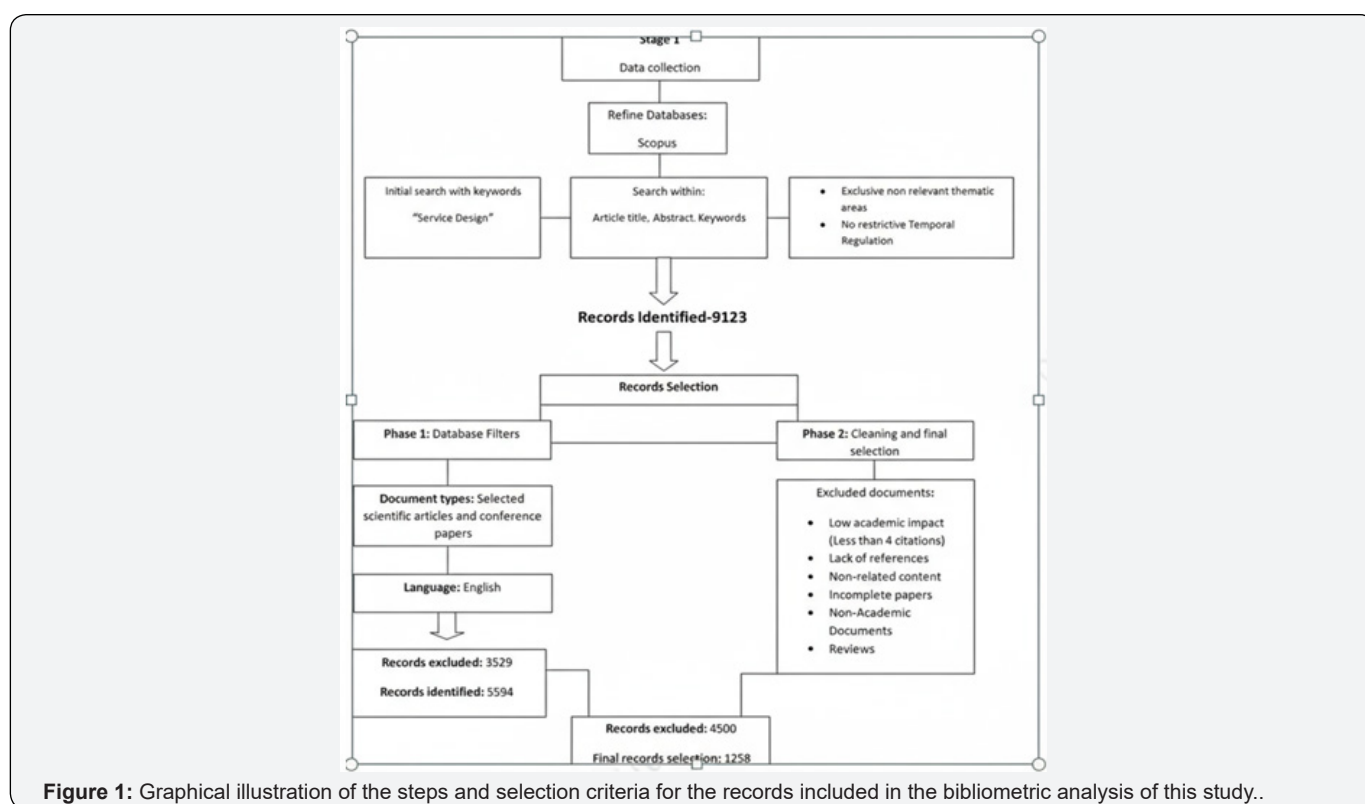 Stage 1
Data collection
Refine Databases:
Scopus
Initial search with keywords
"Service Design"
Search within:
Article title, Abstract. Keywords
• Exclusive non relevant thematic
areas
• No restrictive Temporal
Regulation
Records Identified-9123
Records Selection
Phase 1: Database Filters
Document types: Selected
scientific articles and conference
papers
Language: English
Records excluded: 3529
Records identified: 5594
Phase 2: Cleaning and final
selection
Excluded documents:
• Low academic impact
(Less than 4 citations)
• Lack of references
• Non-related content
• Incomplete papers
• Non-Academic
Documents
• Reviews
Records excluded: 4500
Final records selection: 1258
Figure 1: Graphical illustration of the steps and selection criteria for the records included in the bibliometric analysis of this study..